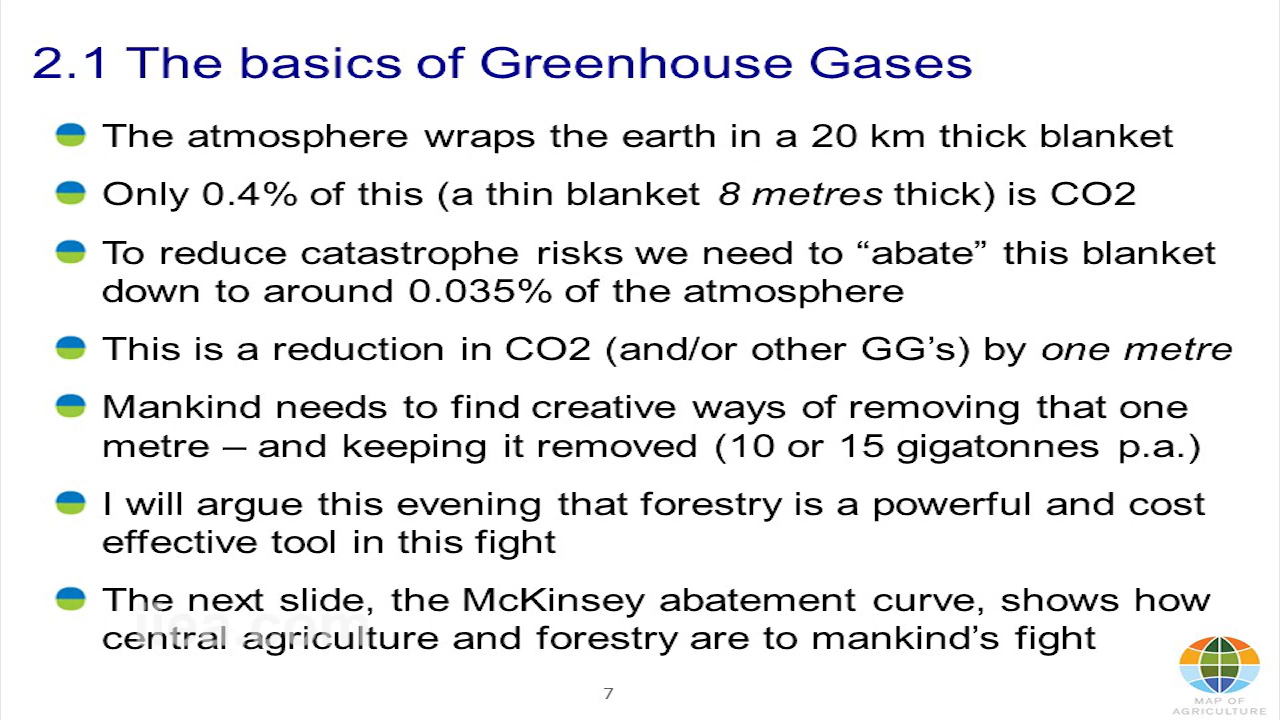 2.1 The basics of Greenhouse Gases
The atmosphere wraps the earth in a 20 km thick blanket
Only 0.4% of this (a thin blanket 8 metres thick) is CO2
To reduce catastrophe risks we need to “abate” this blanket
down to around 0.035% of the atmosphere
This is a reduction in CO2 (and/or other GG’s) by one metre
Mankind needs to find creative ways of removing that one
metre – and keeping it removed (10 or 15 gigatonnes p.a.)
I will argue this evening that forestry is a powerful and cost
effective tool in this fight
The next slide, the McKinsey abatement curve, shows how
central agriculture and forestry are to mankind’s fight
7
MAP OF
AGRICULTURE